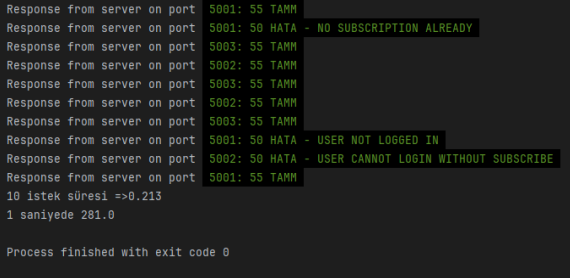 Response from server on port 5001: 55 TAMM
Response from server on port 5001: 50 HATA - NO SUBSCRIPTION ALREADY
Response from server on port 5003: 55 TAMM
Response from server on port 5002: 55 TAMM
Response from server on port 5003: 55 TAMM
Response from server on port 5002: 55 TAMM
Response from server on port 5003: 55 TAMM
Response from server on port 5001: 50 HATA - USER NOT LOGGED IN
Response from server on port 5002: 50 HATA - USER CANNOT LOGIN WITHOUT SUBSCRIBE
Response from server on port 5001: 55 TAMM
10 istek süresi =>0.213
1 saniyede 281.0
Process finished with exit code 0